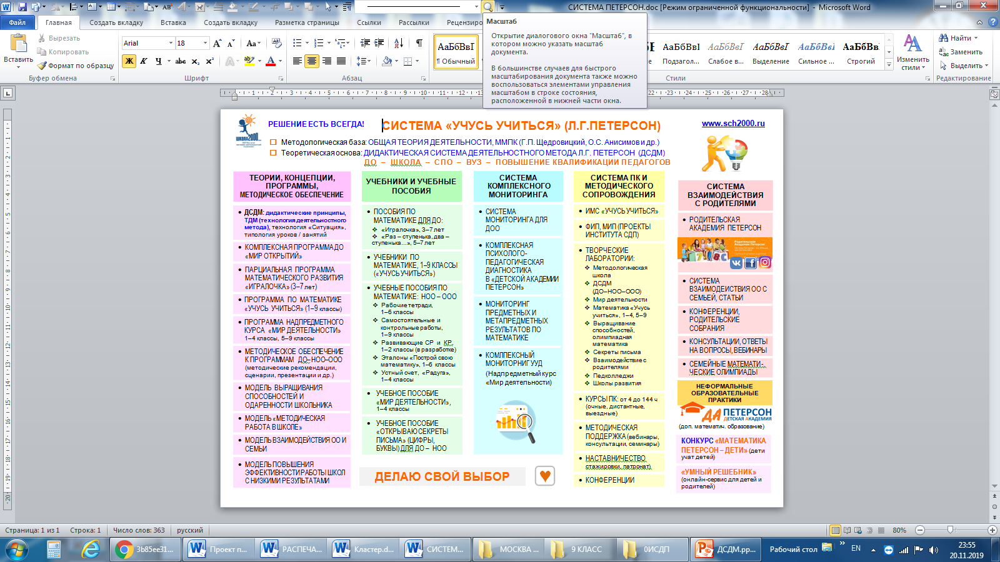 СИСТЕМА ПЕТЕРСОН.doc [Режим ограниченной функциональности] - Microsoft Word
Файл
Главная
Создать вкладку
Вставка
Создать вкладку
Разметка страницы
Ссылки
Рассылки
Рецензиро
Вставить
Вырезать
Копировать
Формат по образцу
Буфер обмена
Arial
18
Шрифт
Абзац
АаБбВвІ
¶ Обычный
Подзагол...
Слабое в...
Выделение
Сильное ...
Строгий
Стили
Изменить стили
Найти
Заменить
Выделить
Редактирование
Масштаб
Открытие диалогового окна "Масштаб", в
котором можно указать масштаб
документа.
В большинстве случаев для быстрого
масштабирования документа также можно
воспользоваться элементами управления
масштабом в строке состояния,
расположенной в нижней части окна.
ШКОЛА2000...
РЕШЕНИЕ ЕСТЬ ВСЕГДА!
СИСТЕМА «УЧУСЬ УЧИТЬСЯ» (Л.Г.ПЕТЕРСОН)
www.sch2000.ru
Методологическая база: ОБЩАЯ ТЕОРИЯ ДЕЯТЕЛЬНОСТИ, ММПК (Г.П. Щедровицкий, О.С. Анисимов и др.)
Теоретическая основа: ДИДАКТИЧЕСКАЯ СИСТЕМА ДЕЯТЕЛЬНОСТНОГО МЕТОДА Л.Г. ПЕТЕРСОН (ДСДМ)
ДО – ШКОЛА – СПО – ВУЗ – ПОВЫШЕНИЕ КВАЛИФИКАЦИИ ПЕДАГОГОВ
ТЕОРИИ, КОНЦЕПЦИИ,
ПРОГРАММЫ,
МЕТОДИЧЕСКОЕ ОБЕСПЕЧЕНИЕ
• ДСДМ: дидактические принципы,
ТДМ (технология деятельностного
метода), технология «Ситуация»,
типология уроков / занятий
• КОМПЛЕКСНАЯ ПРОГРАММА ДО
«МИР ОТКРЫТИЙ»
• ПАРЦИАЛЬНАЯ ПРОГРАММА
МАТЕМАТИЧЕСКОГО РАЗВИТИЯ
«ИГРАЛОЧКА» (3–7 лет)
• ПРОГРАММА ПО МАТЕМАТИКЕ
«УЧУСЬ УЧИТЬСЯ» (1–9 классы)
• ПРОГРАММА НАДПРЕДМЕТНОГО
КУРСА «МИР ДЕЯТЕЛЬНОСТИ»
1–4 классы, 5–9 классы
• МЕТОДИЧЕСКОЕ ОБЕСПЕЧЕНИЕ
К ПРОГРАММАМ ДО–НОО–ООО
(методические рекомендации,
сценарии, презентации и др.)
• МОДЕЛЬ ВЫРАЩИВАНИЯ
СПОСОБНОСТЕЙ И
ОДАРЕННОСТИ ШКОЛЬНИКА
• МОДЕЛЬ «МЕТОДИЧЕСКАЯ
РАБОТА В ШКОЛЕ»
• МОДЕЛЬ ВЗАИМОДЕЙСТВИЯ ОО И
СЕМЬИ
• МОДЕЛЬ ПОВЫШЕНИЯ
ЭФФЕКТИВНОСТИ РАБОТЫ ШКОЛ
С НИЗКИМИ РЕЗУЛЬТАТАМИ
УЧЕБНИКИ И УЧЕБНЫЕ
ПОСОБИЯ
• ПОСОБИЯ ПО
МАТЕМАТИКЕ ДЛЯ ДО:
❖ «Игралочка», 3–7 лет
❖ «Раз – ступенька, два –
ступенька...», 5–7 лет
• УЧЕБНИКИ ПО
МАТЕМАТИКЕ, 1–9 КЛАССЫ
(«УЧУСЬ УЧИТЬСЯ»)
• УЧЕБНЫЕ ПОСОБИЯ ПО
МАТЕМАТИКЕ: НОО – ООО
❖ Рабочие тетради,
1–6 классы
❖ Самостоятельные и
контрольные работы,
1–9 классы
❖ Развивающие СР и КР,
1–2 классы (в разработке)
❖ Эталоны «Построй свою
математику», 1–6 классы
❖ Устный счет, «Радуга»,
1–4 классы
• УЧЕБНОЕ ПОСОБИЕ
«МИР ДЕЯТЕЛЬНОСТИ»,
1–4 классы
• УЧЕБНОЕ ПОСОБИЕ
«ОТКРЫВАЮ СЕКРЕТЫ
ПИСЬМА» (ЦИФРЫ,
БУКВЫ) ДЛЯ ДО – НОО
СИСТЕМА
КОМПЛЕКСНОГО
МОНИТОРИНГА
• СИСТЕМА
МОНИТОРИНГА ДЛЯ
ДОО
• КОМПЛЕКСНАЯ
ПСИХОЛОГО-
ПЕДАГОГИЧЕСКАЯ
ДИАГНОСТИКА
В «ДЕТСКОЙ АКАДЕМИИ
ПЕТЕРСОН»
• МОНИТОРИНГ
ПРЕДМЕТНЫХ И
МЕТАПРЕДМЕТНЫХ
РЕЗУЛЬТАТОВ ПО
МАТЕМАТИКЕ
• КОМЛПЕКСНЫЙ
МОНИТОРНИГ УУД
(Надпредметный курс
«Мир деятельности)
СИСТЕМА ПК И
МЕТОДИЧЕСКОГО
СОПРОВОЖДЕНИЯ
• ИМС «УЧУСЬ УЧИТЬСЯ»
• ФИП, МИП (ПРОЕКТЫ
ИНСТИТУТА СДП)
• ТВОРЧЕСКИЕ
ЛАБОРАТОРИИ:
❖ Методологическая
школа
❖ ДСДМ
(ДО–НОО–ООО)
❖ Мир деятельности
❖ Математика «Учусь
учиться», 1–4, 5–9
❖ Выращивание
способностей,
олимпиадная
математика
❖ Секреты письма
❖ Взаимодействие с
родителями
❖ Педколледжи
❖ Школы развития
• КУРСЫ ПК: от 4 до 144 ч
(очные, дистантные,
выездные)
• МЕТОДИЧЕСКАЯ
ПОДДЕРЖКА (вебинары,
консультации, семинары)
• НАСТАВНИЧЕСТВО
стажировки, патронат)
• КОНФЕРЕНЦИИ
СИСТЕМА
ВЗАИМОДЕЙСТВИЯ
С РОДИТЕЛЯМИ
• РОДИТЕЛЬСКАЯ
АКАДЕМИЯ ПЕТЕРСОН
Родительская
Академия Петерсон
• СИСТЕМА
ВЗАИМОДЕИСТВИЯ ОО С
СЕМЬЕЙ, СТАТЬИ
• КОНФЕРЕНЦИИ,
РОДИТЕЛЬСКИЕ
СОБРАНИЯ
• КОНСУЛЬТАЦИИ, ОТВЕТЫ
НА ВОПРОСЫ, ВЕБИНАРЫ
• СЕМЕЙНЫЕ МАТЕМАТИ-
ЧЕСКИЕ ОЛИМПИАДЫ
НЕФОРМАЛЬНЫЕ
ОБРАЗОВАТЕЛЬНЫЕ
ПРАКТИКИ
ДА ПЕТЕРСОН
ДЕТСКАЯ АКАДЕМИЯ
(доп. математич. образование)
КОНКУРС «МАТЕМАТИКА
ПЕТЕРСОН – ДЕТИ» (дети
учат детей)
«УМНЫЙ РЕШЕБНИК»
(онлайн-сервис для детей и
родителей)
ДЕЛАЮ СВОЙ ВЫБОР
Страница: 1 из 1
Строка: 1
Число слов: 363
русский
80%
3b85ee31...
Проект п...
РАСПЕЧА...
Кластер.d...
СИСТЕМ...
МОСКВА ...
9 КЛАСС
0ИСДП
ДСДМ.pp...
Рабочий стол
EN
23:55
20.11.2019